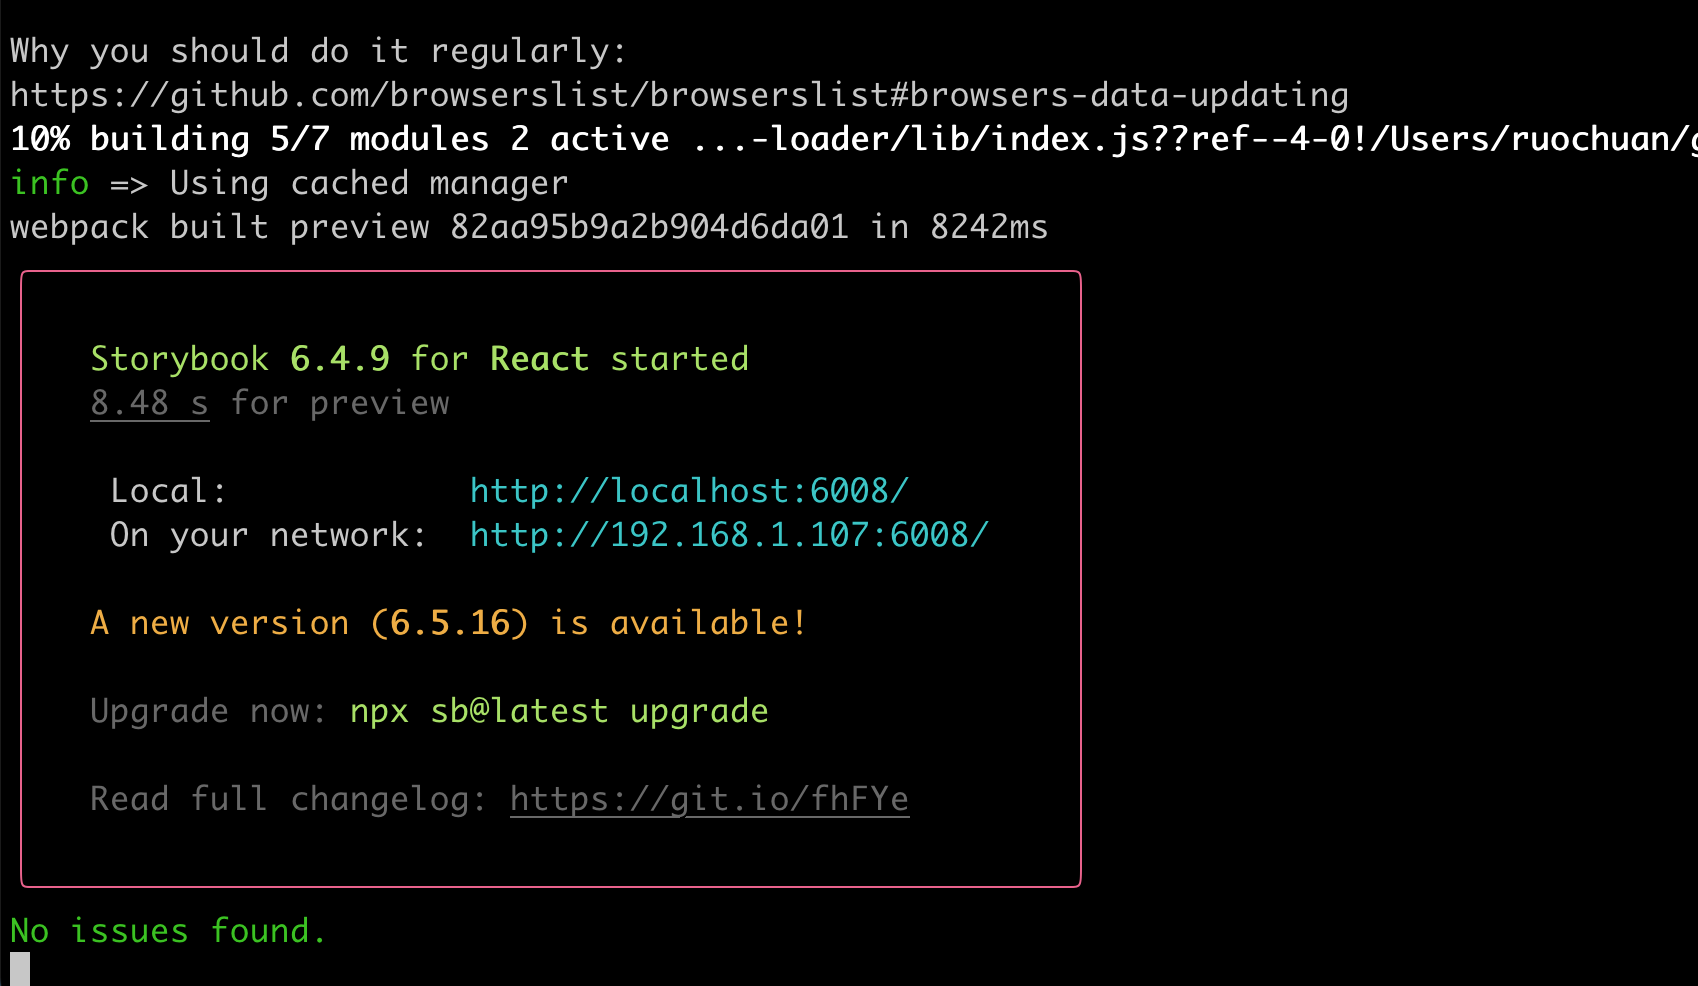 Why you should do it regularly:
https://github.com/browserslist/browserslist#browsers-data-updating
10% building 5/7 modules 2 active ...-loader/lib/index.js??ref--4-0!/Users/ruochuan/g
info => Using cached manager
webpack built preview 82aa95b9a2b904d6da01 in 8242ms
Storybook 6.4.9 for React started
8.48 s for preview
Local: http://localhost:6008/
On your network: http://192.168.1.107:6008/
A new version (6.5.16) is available!
Upgrade now: npx sb@latest upgrade
Read full changelog: https://git.io/fhFYe
No issues found.